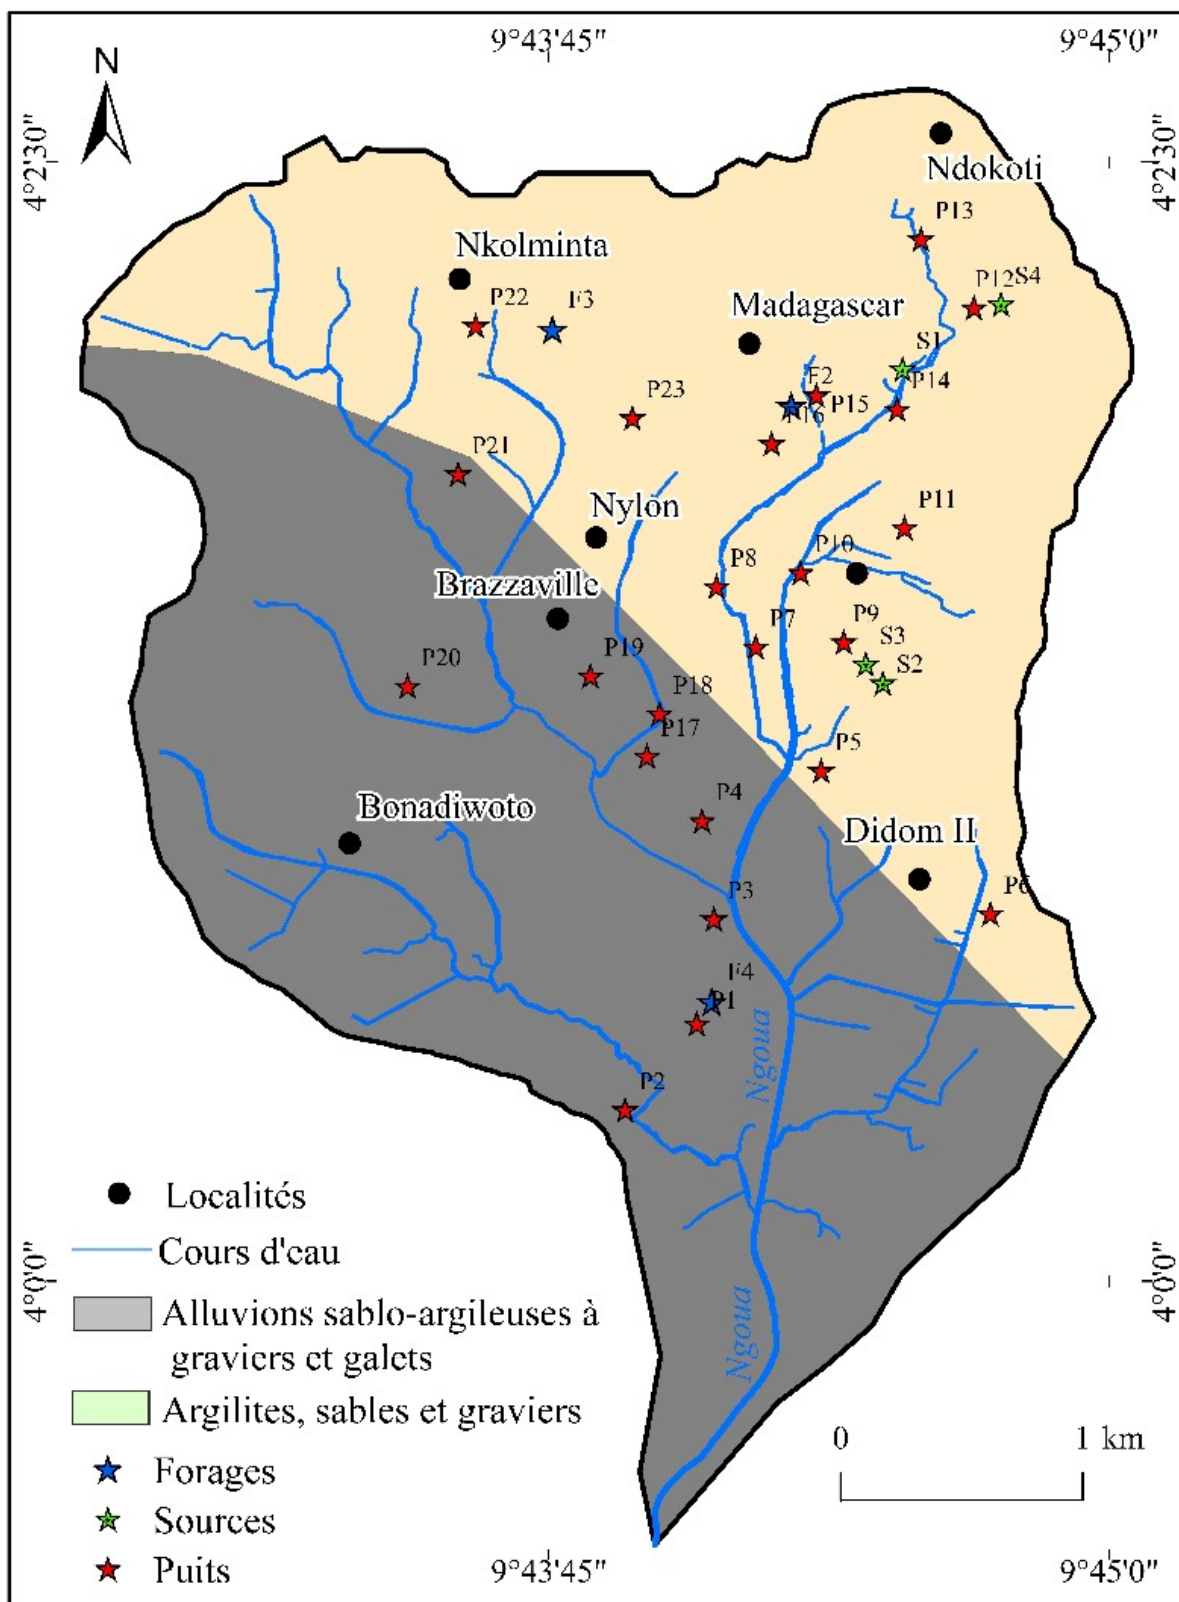 9°43'45"
9°45'0"
N
4°2'30"
4°2'30"
Ndokoti
P13
Nkolminta
P12
S4
P22
F3
Madagascar
S1
P14
F2
P23
P15
P16
P21
Nylon
P11
P10
P8
Brazzaville
P7
P9
S3
P19
S2
P20
P18
P17
P5
Bonadiwoto
P4
Didom II
P3
P6
F4
P1
Ngoua
P2
Localités
Cours d'eau
4°0'0"
4°0'0"
Alluvions sablo-argileuses à
graviers et galets
Ngoua
Argilites, sables et graviers
0
1 km
Forages
Sources
Puits
9°43'45"
9°45'0"